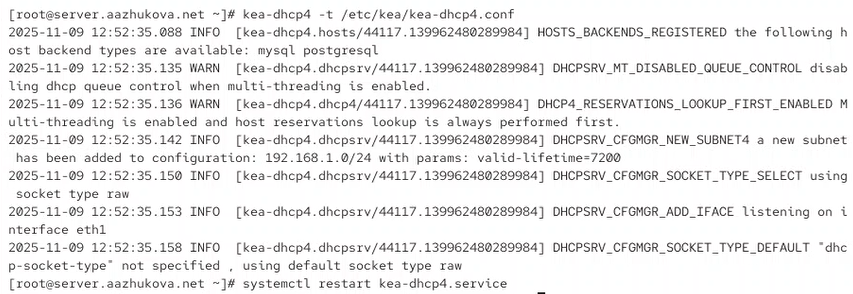 [root@server.aazhukova.net ~]# kea-dhcp4 -t /etc/kea/kea-dhcp4.conf
2025-11-09 12:52:35.088 INFO  [kea-dhcp4.hosts/44117.139962480289984] HOSTS_BACKENDS_REGISTERED the following h
ost backend types are available: mysql postgresql
2025-11-09 12:52:35.135 WARN  [kea-dhcp4.dhcpsrv/44117.139962480289984] DHCPSRV_MT_DISABLED_QUEUE_CONTROL disab
ling dhcp queue control when multi-threading is enabled.
2025-11-09 12:52:35.136 WARN  [kea-dhcp4.dhcp4/44117.139962480289984] DHCP4_RESERVATIONS_LOOKUP_FIRST_ENABLED M
ulti-threading is enabled and host reservations lookup is always performed first.
2025-11-09 12:52:35.142 INFO  [kea-dhcp4.dhcpsrv/44117.139962480289984] DHCPSRV_CFGMGR_NEW_SUBNET4 a new subnet
 has been added to configuration: 192.168.1.0/24 with params: valid-lifetime=7200
2025-11-09 12:52:35.150 INFO  [kea-dhcp4.dhcpsrv/44117.139962480289984] DHCPSRV_CFGMGR_SOCKET_TYPE_SELECT using
 socket type raw
2025-11-09 12:52:35.153 INFO  [kea-dhcp4.dhcpsrv/44117.139962480289984] DHCPSRV_CFGMGR_ADD_IFACE listening on i
nterface eth1
2025-11-09 12:52:35.158 INFO  [kea-dhcp4.dhcpsrv/44117.139962480289984] DHCPSRV_CFGMGR_SOCKET_TYPE_DEFAULT "dhc
p-socket-type" not specified , using default socket type raw
[root@server.aazhukova.net ~]# systemctl restart kea-dhcp4.service